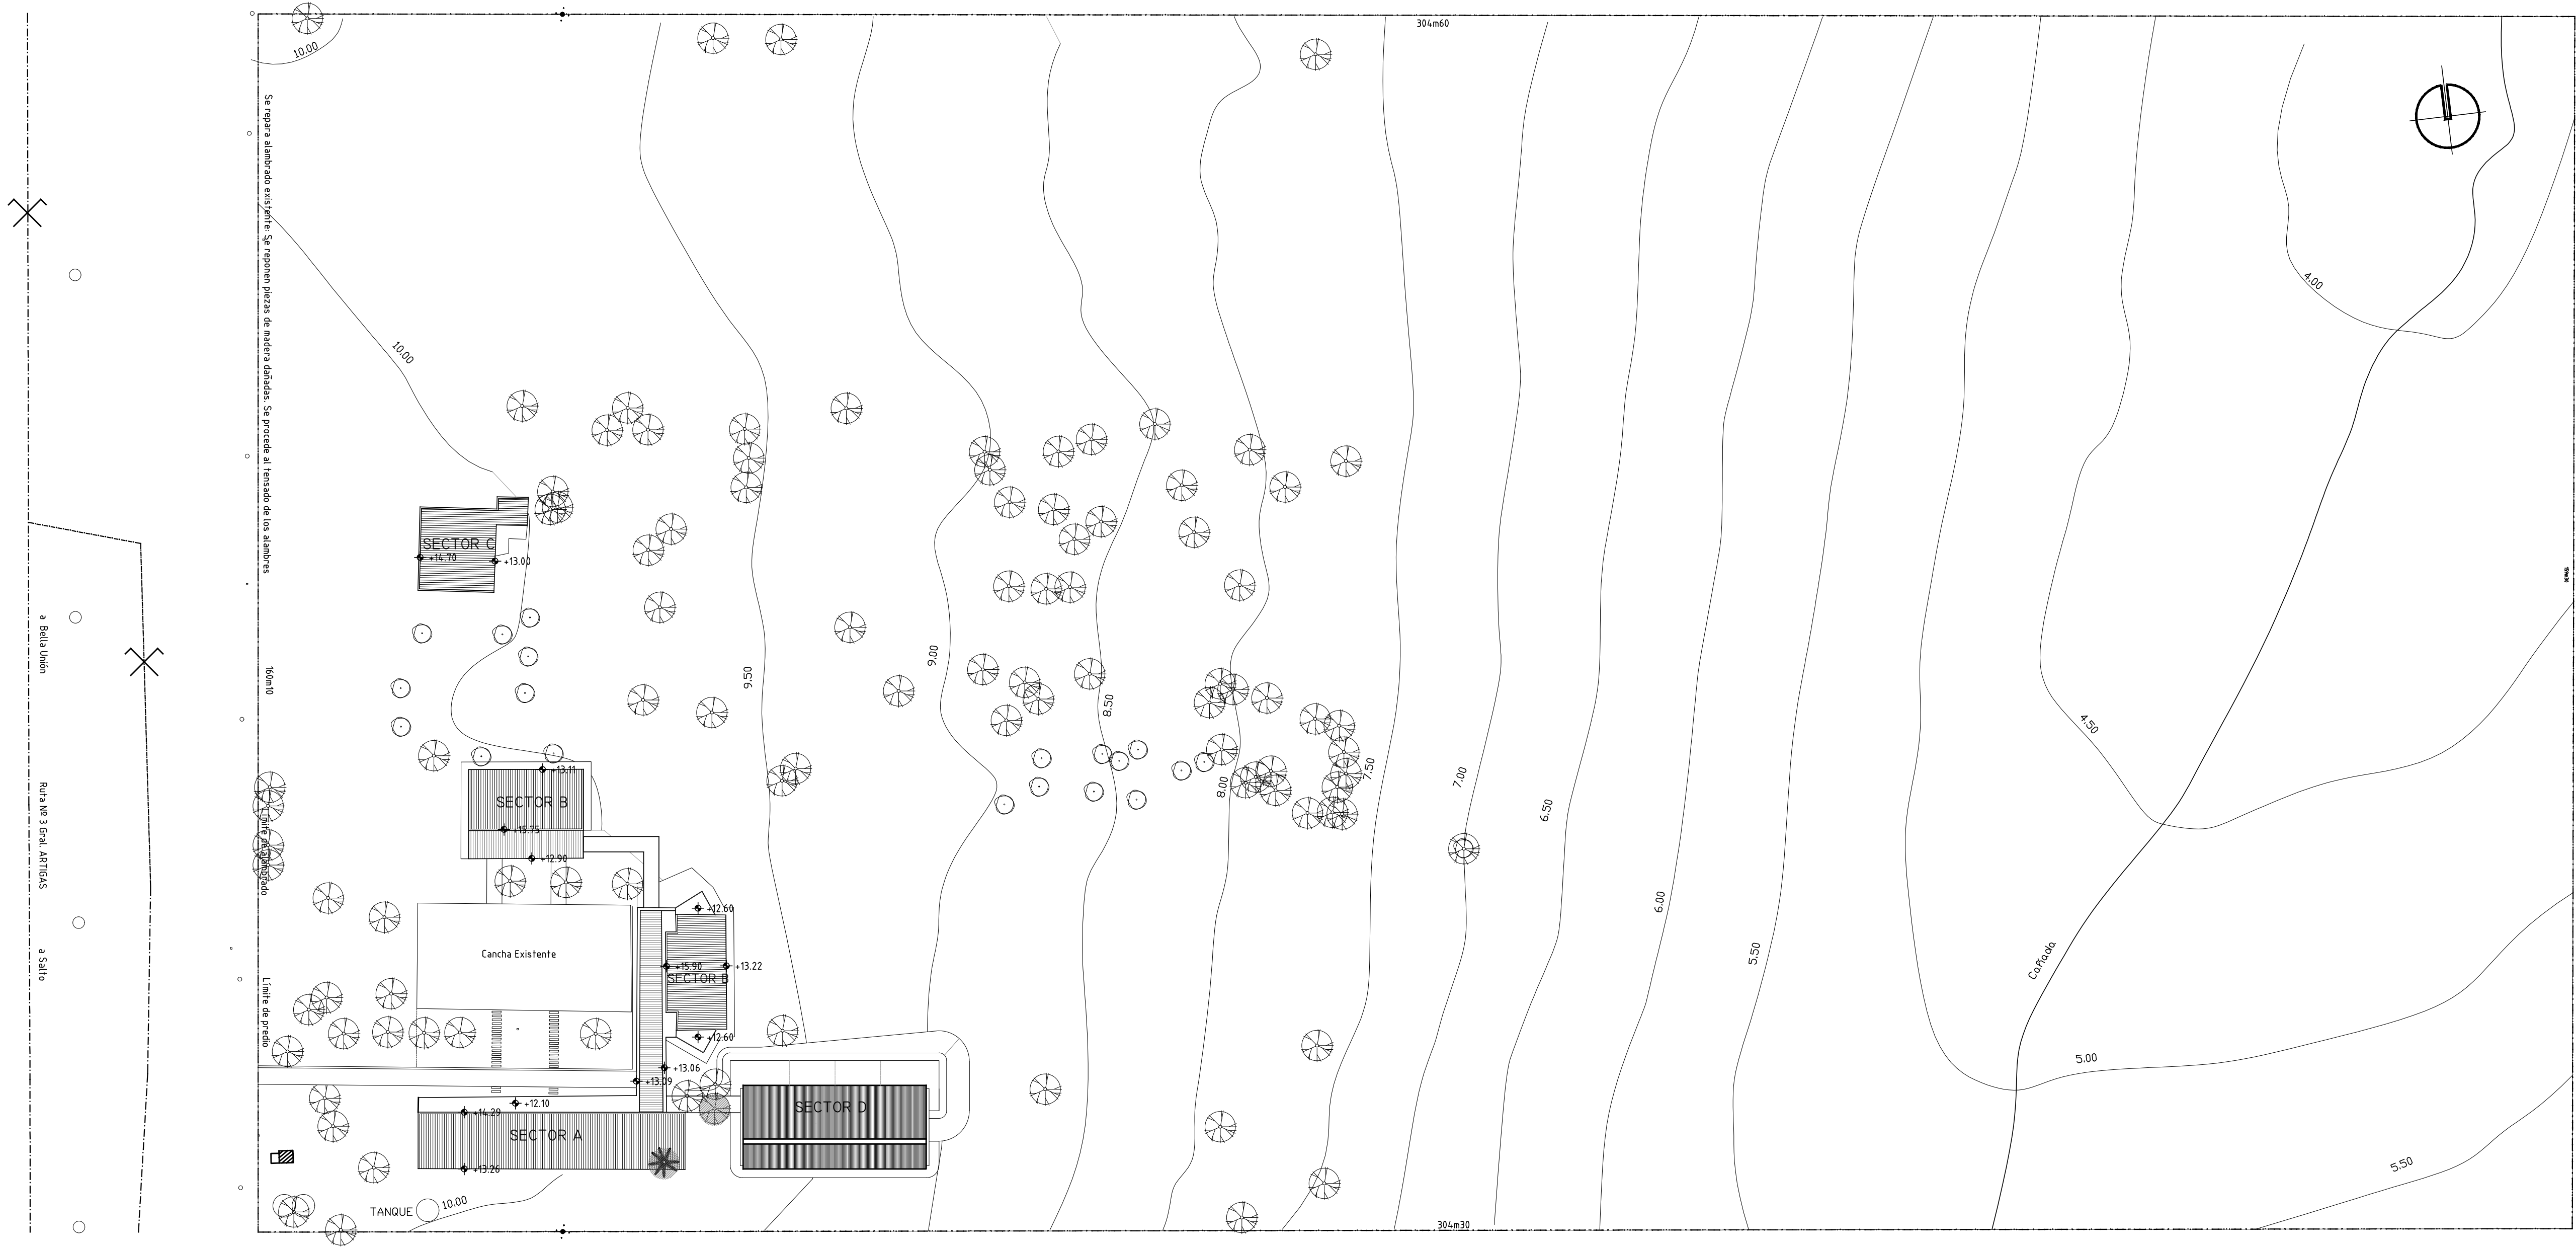 304m60
10.00
Se repara alambrado existente: Se reponen piezas de madera dañadas. Se procede al tensado de los alambres
4.00
10.00
SECTOR C
+14.70
+13.00
a Bella Unión
160m10
9.50
9.00
8.50
4.50
7.50
7.00
8.00
+13.11
SECTOR B
+15.75
+12.90
6.50
Ruta Nº 3 Gral. ARTIGAS
Límite de alambrado
6.00
+12.60
Cancha Existente
5.50
Cañada
a Salto
+15.90
+13.22
SECTOR B
Límite de predio
+12.60
5.00
+13.06
+13.09
+12.10
SECTOR D
+14.29
SECTOR A
+13.26
5.50
TANQUE
10.00
304m30